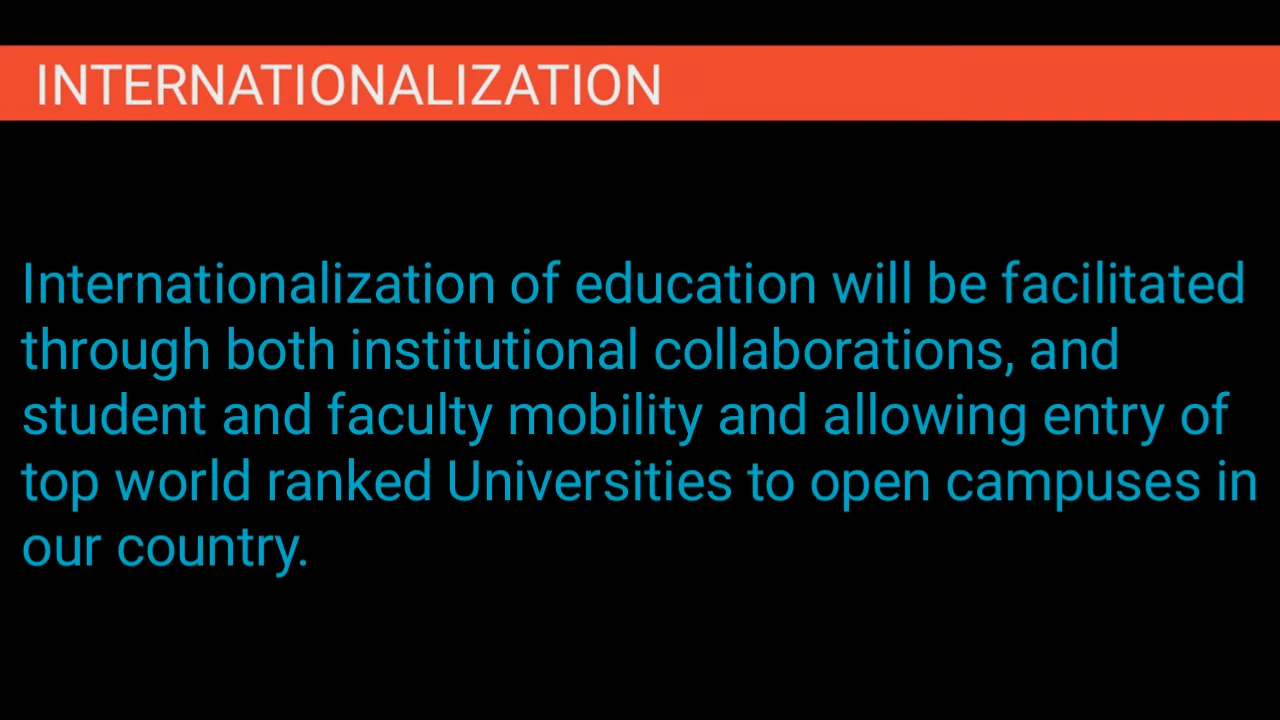 INTERNATIONALIZATION
Internationalization of education will be facilitated
through both institutional collaborations, and
student and faculty mobility and allowing entry of
top world ranked Universities to open campuses in
our country.